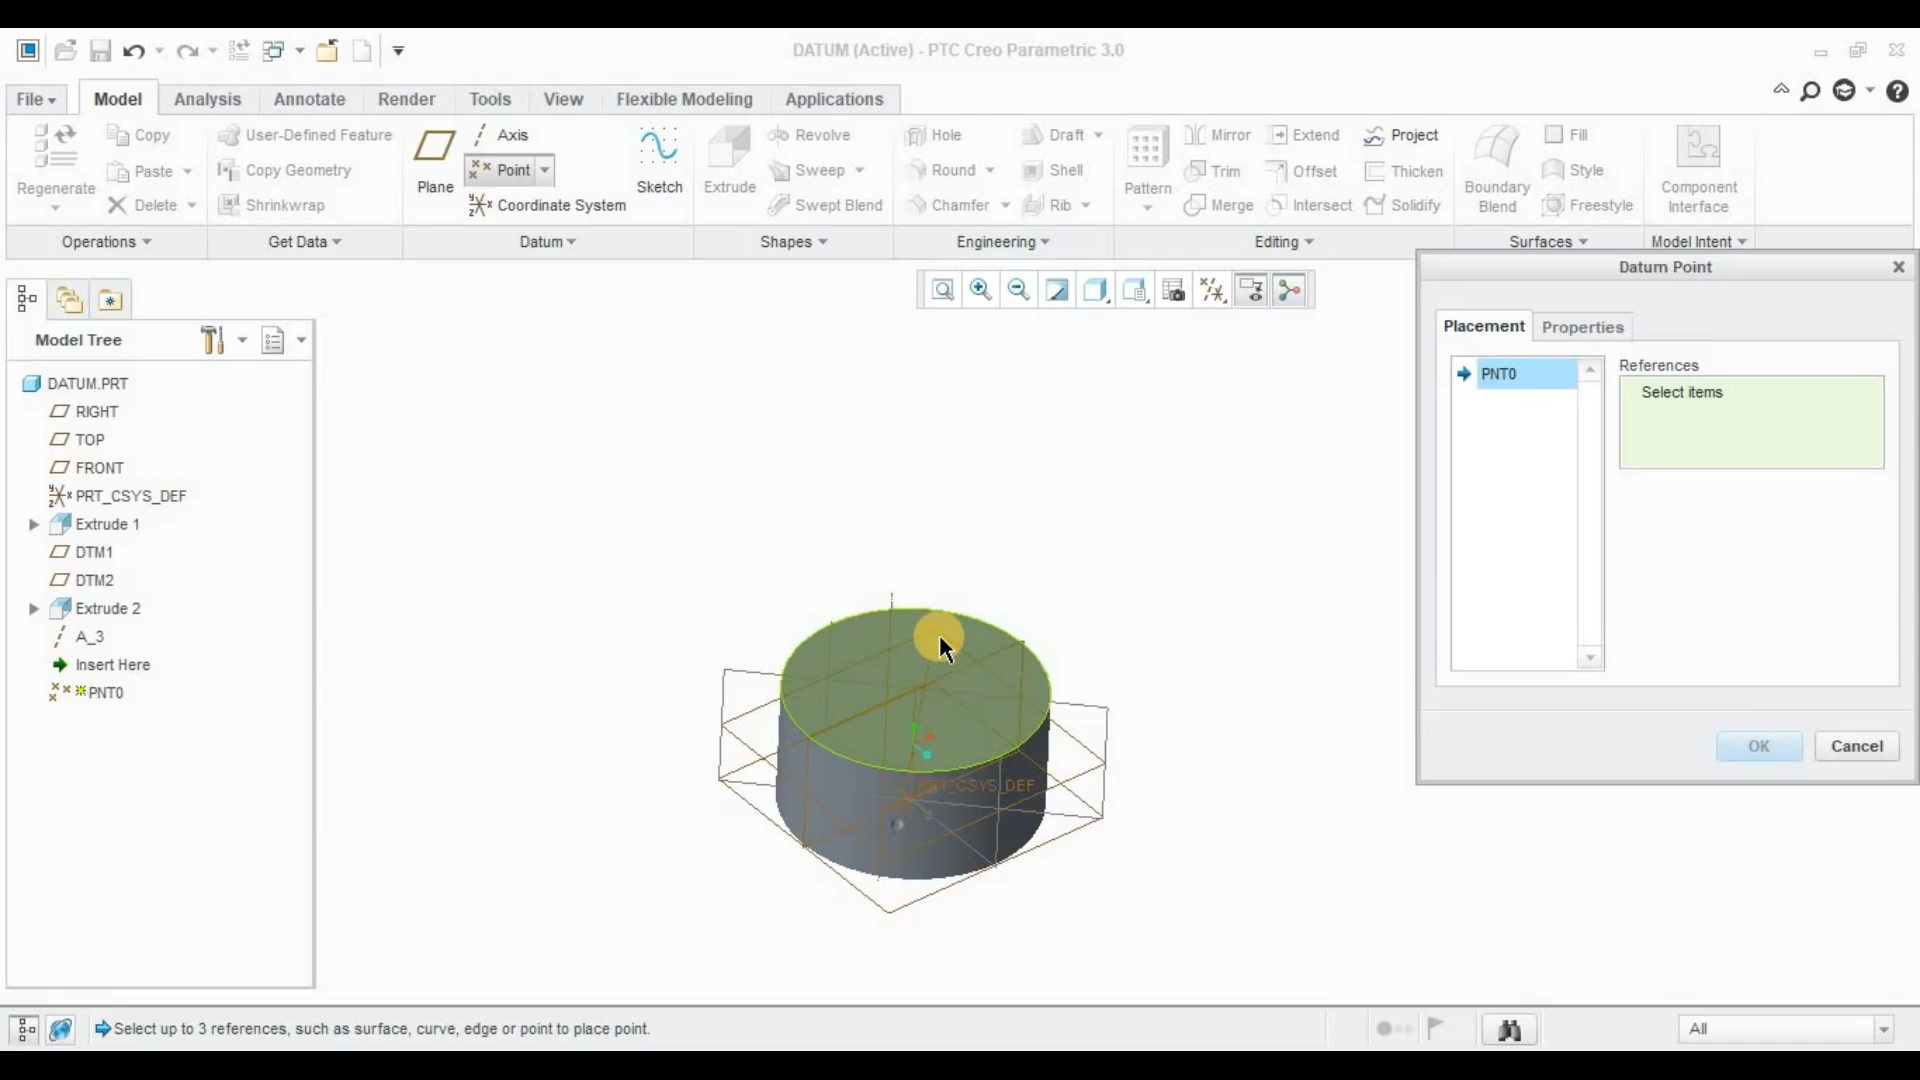 DATUM (Active) - PTC Creo Parametric 3.0
File
Model
Analysis
Annotate
Render
Tools
View
Flexible Modeling
Applications
Regenerate
Copy
Paste
Delete
User-Defined Feature
Copy Geometry
Shrinkwrap
Plane
Axis
Point
Coordinate System
Sketch
Extrude
Revolve
Sweep
Swept Blend
Hole
Round
Chamfer
Draft
Shell
Rib
Pattern
Mirror
Trim
Merge
Extend
Offset
Intersect
Project
Thicken
Solidify
Boundary
Blend
Fill
Style
Freestyle
Component
Interface
Operations
Get Data
Datum
Shapes
Engineering
Editing
Surfaces
Model Intent
Model Tree
DATUM.PRT
RIGHT
TOP
FRONT
PRT_CSYS_DEF
Extrude 1
DTM1
DTM2
Extrude 2
A_3
Insert Here
PNT0
PRT_CSYS_DEF
Datum Point
Placement
Properties
PNT0
References
Select items
OK
Cancel
Select up to 3 references, such as surface, curve, edge or point to place point.
All